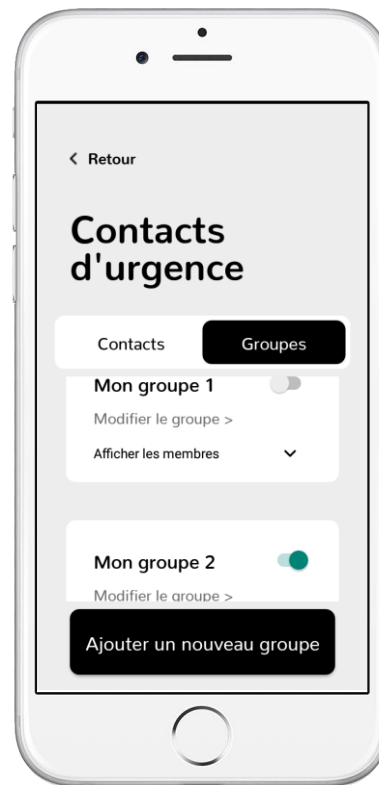 Retour
Contacts
d'urgence
Contacts Groupes
Mon groupe 1
Modifier le groupe >
Afficher les membres
Mon groupe 2
Modifier le groupe >
Ajouter un nouveau groupe